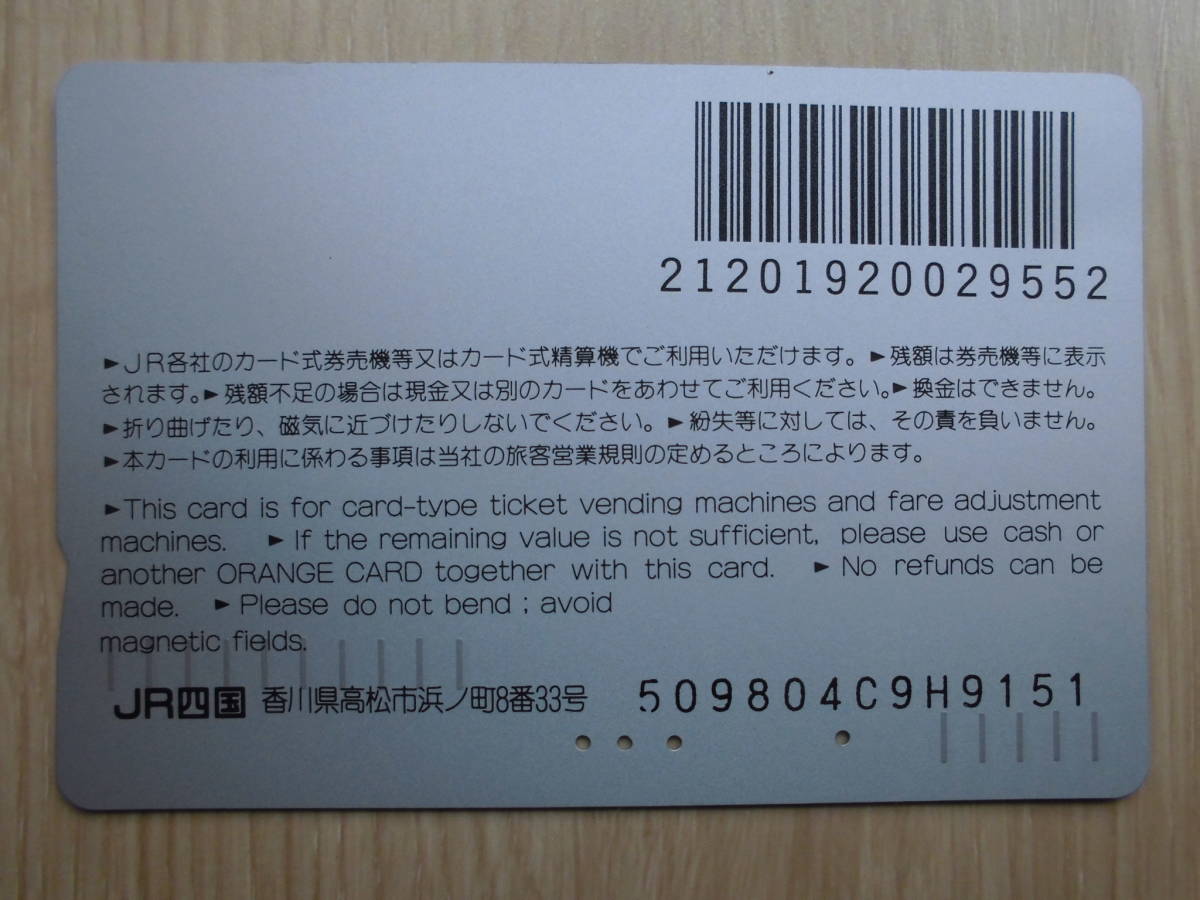 21201920029552
►JR各社のカード式券売機等又はカード式精算機でご利用いただけます。►残額は券売機等に表示
されます。►残額不足の場合は現金又は別のカードをあわせてご利用ください。►換金はできません。
►折り曲げたり、磁気に近づけたりしないでください。►紛失等に対しては、その責を負いません。
►本カードの利用に係わる事項は当社の旅客営業規則の定めるところによります。
►This card is for card-type ticket vending machines and fare adjustment
machines. ►If the remaining value is not sufficient, please use cash or
another ORANGE CARD together with this card. ►No refunds can be
made. ►Please do not bend ; avoid
magnetic fields.
JR四国 香川県高松市浜ノ町8番33号 509804C9H9151